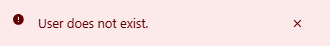 User does not exist.